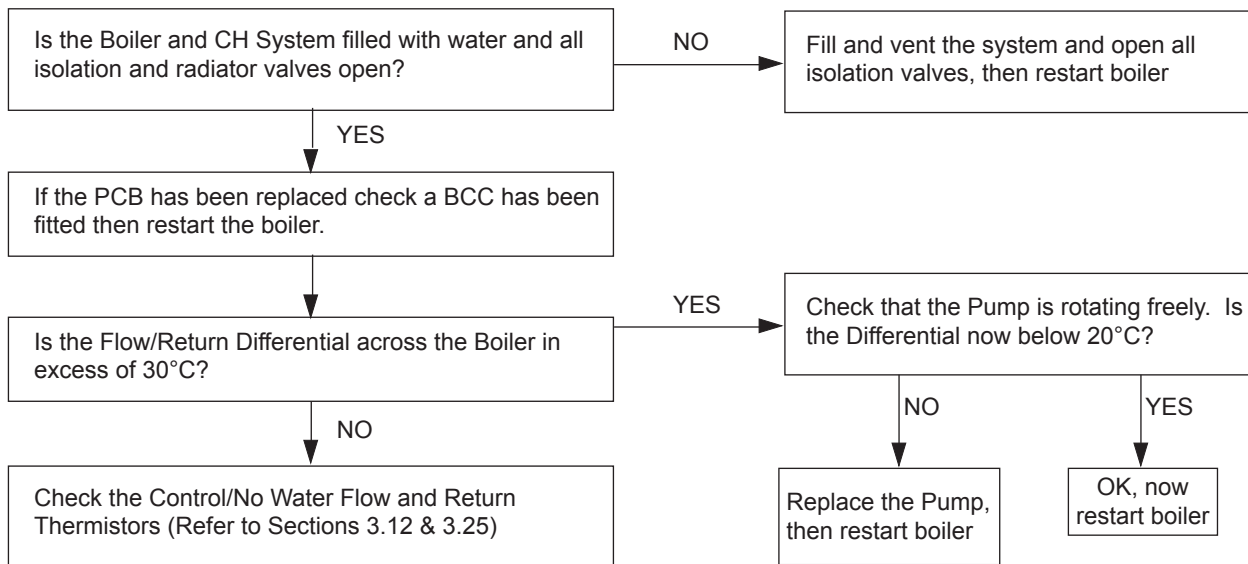 Is the Boiler and CH System filled with water and all
isolation and radiator valves open?
NO
Fill and vent the system and open all
isolation valves, then restart boiler
YES
If the PCB has been replaced check a BCC has been
fitted then restart the boiler.
Is the Flow/Return Differential across the Boiler in
excess of 30°C?
YES
Check that the Pump is rotating freely.  Is
the Differential now below 20°C?
NO
Check the Control/No Water Flow and Return
Thermistors (Refer to Sections 3.12 & 3.25)
NO
Replace the Pump,
then restart boiler
YES
OK, now
restart boiler